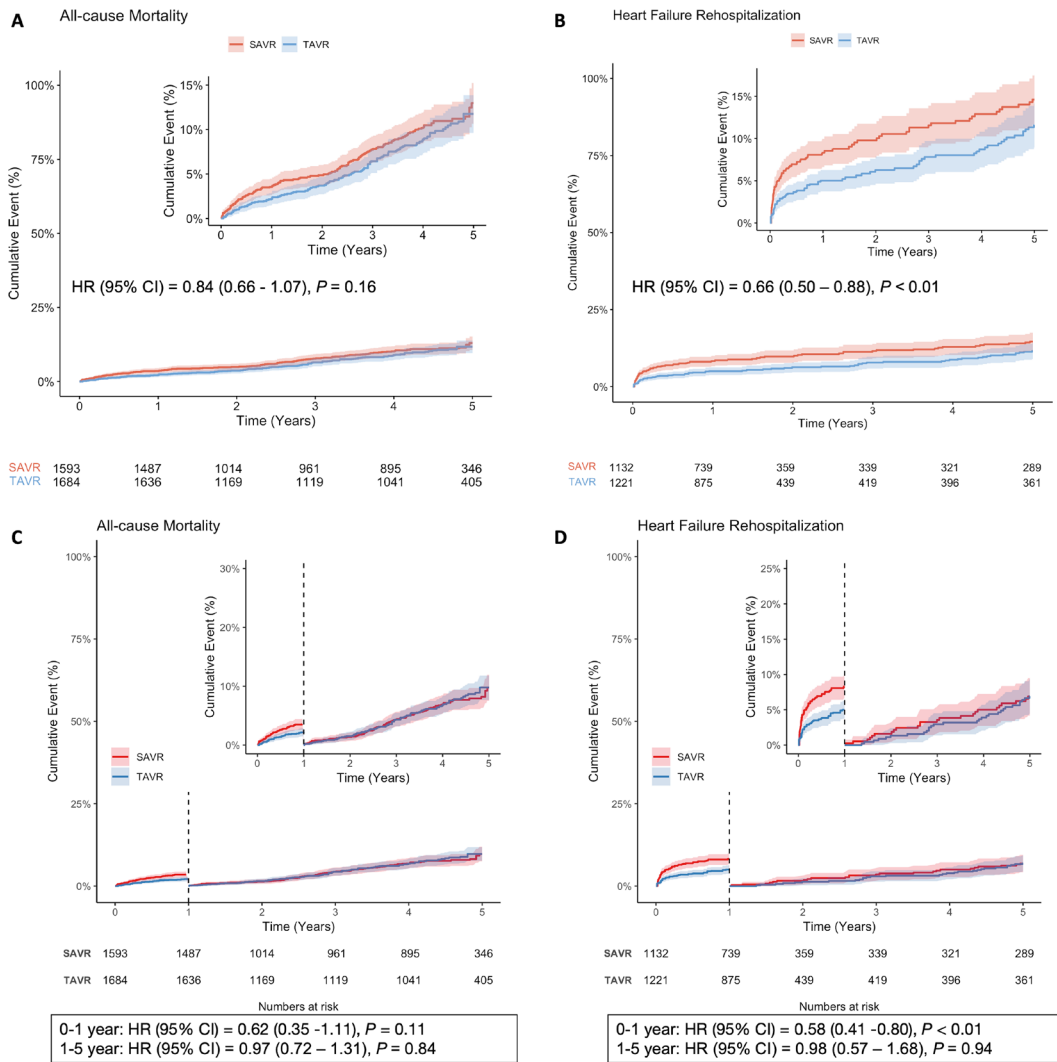 A
All-cause Mortality
SAVR TAVR
Cumulative Event (%)
100%
75%
50%
25%
0%
Cumulative Event (%)
15%
10%
5%
0%
0 1 2 3 4 5
Time (Years)
HR (95% CI) = 0.84 (0.66 - 1.07), P = 0.16
0 1 2 3 4 5
Time (Years)
SAVR 1593 1487 1014 961 895 346
TAVR 1684 1636 1169 1119 1041 405
B
Heart Failure Rehospitalization
SAVR TAVR
Cumulative Event (%)
100%
75%
50%
25%
0%
Cumulative Event (%)
15%
10%
5%
0%
0 1 2 3 4 5
Time (Years)
HR (95% CI) = 0.66 (0.50 – 0.88), P < 0.01
0 1 2 3 4 5
Time (Years)
SAVR 1132 739 359 339 321 289
TAVR 1221 875 439 419 396 361
C
All-cause Mortality
Cumulative Event (%)
100%
75%
50%
25%
0%
Cumulative Event (%)
30%
20%
10%
0%
0 1 2 3 4 5
Time (Years)
SAVR
TAVR
0 1 2 3 4 5
Time (Years)
SAVR 1593 1487 1014 961 895 346
TAVR 1684 1636 1169 1119 1041 405
Numbers at risk
0-1 year: HR (95% CI) = 0.62 (0.35 -1.11), P = 0.11
1-5 year: HR (95% CI) = 0.97 (0.72 – 1.31), P = 0.84
D
Heart Failure Rehospitalization
Cumulative Event (%)
100%
75%
50%
25%
0%
Cumulative Event (%)
25%
20%
15%
10%
5%
0%
0 1 2 3 4 5
Time (Years)
SAVR
TAVR
0 1 2 3 4 5
Time (Years)
SAVR 1132 739 359 339 321 289
TAVR 1221 875 439 419 396 361
Numbers at risk
0-1 year: HR (95% CI) = 0.58 (0.41 -0.80), P < 0.01
1-5 year: HR (95% CI) = 0.98 (0.57 – 1.68), P = 0.94